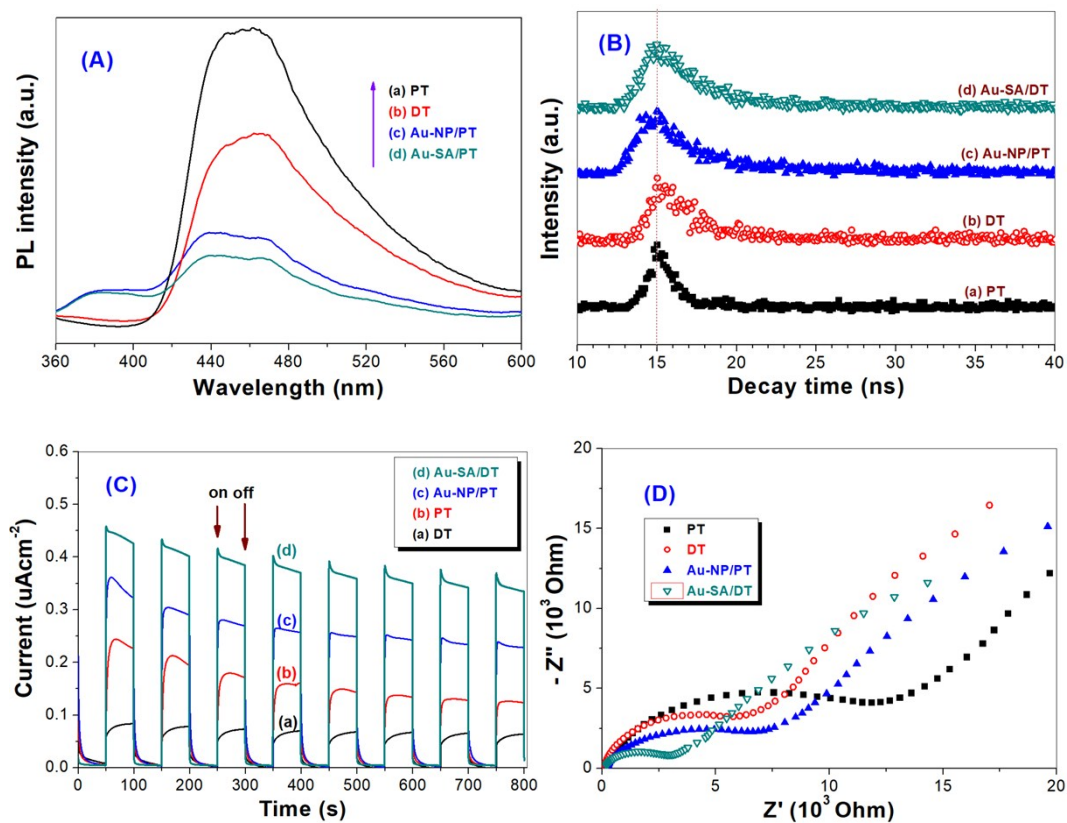 (A)
(a) PT
(b) DT
(c) Au-NP/PT
(d) Au-SA/PT
PL intensity (a.u.)
360 400 440 480 520 560 600
Wavelength (nm)
(B)
(d) Au-SA/DT
(c) Au-NP/PT
(b) DT
(a) PT
Intensity (a.u.)
10 15 20 25 30 35 40
Decay time (ns)
(C)
on off
(d) Au-SA/DT
(c) Au-NP/PT
(b) PT
(a) DT
(d)
(c)
(b)
(a)
Current (uAcm-2)
0.6
0.5
0.4
0.3
0.2
0.1
0.0
0 100 200 300 400 500 600 700 800
Time (s)
(D)
PT
DT
Au-NP/PT
Au-SA/DT
- Z'' (10³ Ohm)
20
15
10
5
0
0 5 10 15 20
Z' (10³ Ohm)